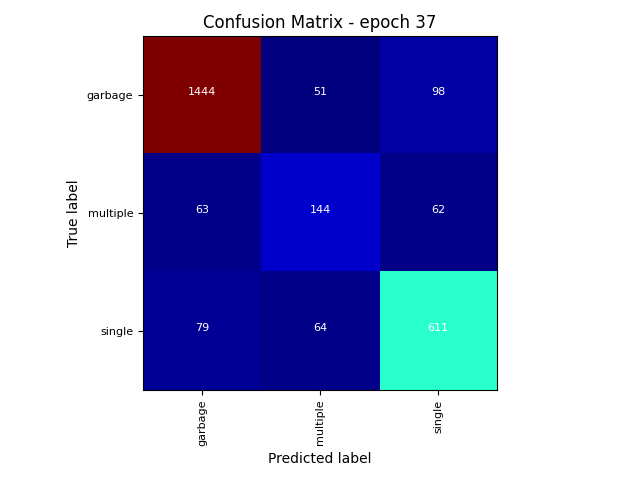 Confusion Matrix - epoch 37
True label
garbage 1444 51 98
multiple 63 144 62
single 79 64 611
garbage multiple single
Predicted label